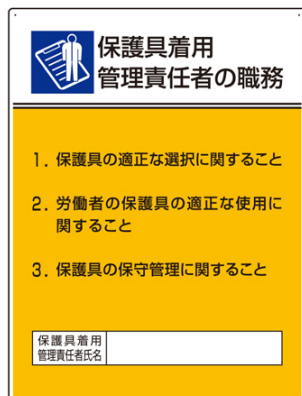 保護具着用
管理責任者の職務
1. 保護具の適正な選択に関すること
2. 労働者の保護具の適正な使用に
関すること
3. 保護具の保守管理に関すること
保護具着用
管理責任者氏名